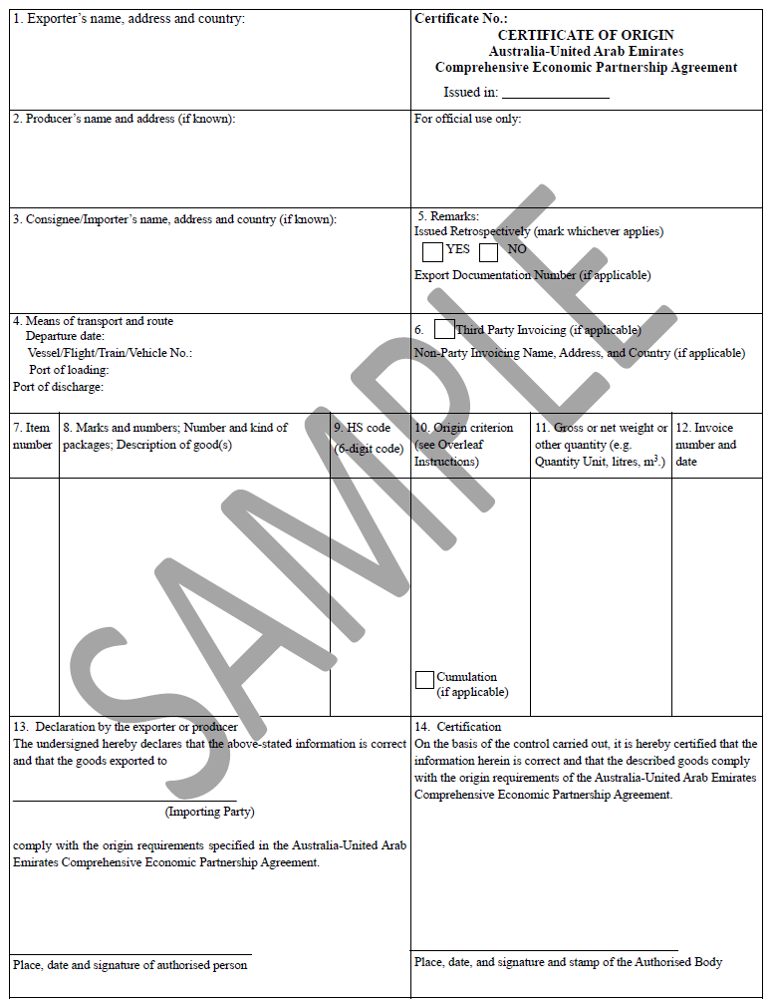 1. Exporter's name, address and country:
Certificate No.:
CERTIFICATE OF ORIGIN
Australia-United Arab Emirates
Comprehensive Economic Partnership Agreement
Issued in: ________________
2. Producer's name and address (if known):
For official use only:
3. Consignee/Importer's name, address and country (if known):
5. Remarks:
Issued Retrospectively (mark whichever applies)
YES NO
Export Documentation Number (if applicable)
4. Means of transport and route
Departure date:
Vessel/Flight/Train/Vehicle No.:
Port of loading:
Port of discharge:
6. Third Party Invoicing (if applicable)
Non-Party Invoicing Name, Address, and Country (if applicable)
7. Item
number
8. Marks and numbers; Number and kind of
packages; Description of good(s)
9. HS code
(6-digit code)
10. Origin criterion
(see Overleaf
Instructions)
11. Gross or net weight or
other quantity (e.g.
Quantity Unit, litres, m³.)
12. Invoice
number and
date
Cumulation
(if applicable)
SAMPLE
13. Declaration by the exporter or producer
The undersigned hereby declares that the above-stated information is correct
and that the goods exported to
(Importing Party)
comply with the origin requirements specified in the Australia-United Arab
Emirates Comprehensive Economic Partnership Agreement.
Place, date and signature of authorised person
14. Certification
On the basis of the control carried out, it is hereby certified that the
information herein is correct and that the described goods comply
with the origin requirements of the Australia-United Arab Emirates
Comprehensive Economic Partnership Agreement.
Place, date, and signature and stamp of the Authorised Body